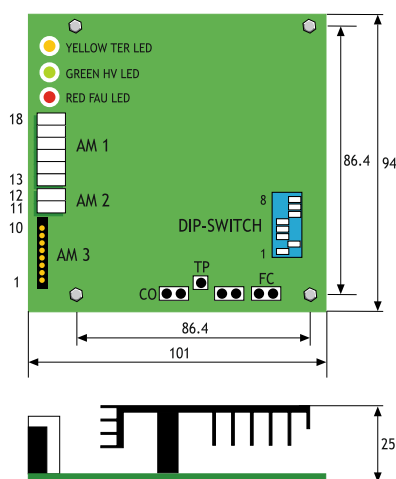 YELLOW TER LED
GREEN HV LED
RED FAU LED
18
AM 1
13
12
AM 2
11
10
AM 3
1
8
DIP-SWITCH
1
TP
CO
FC
86.4
94
86.4
101
25